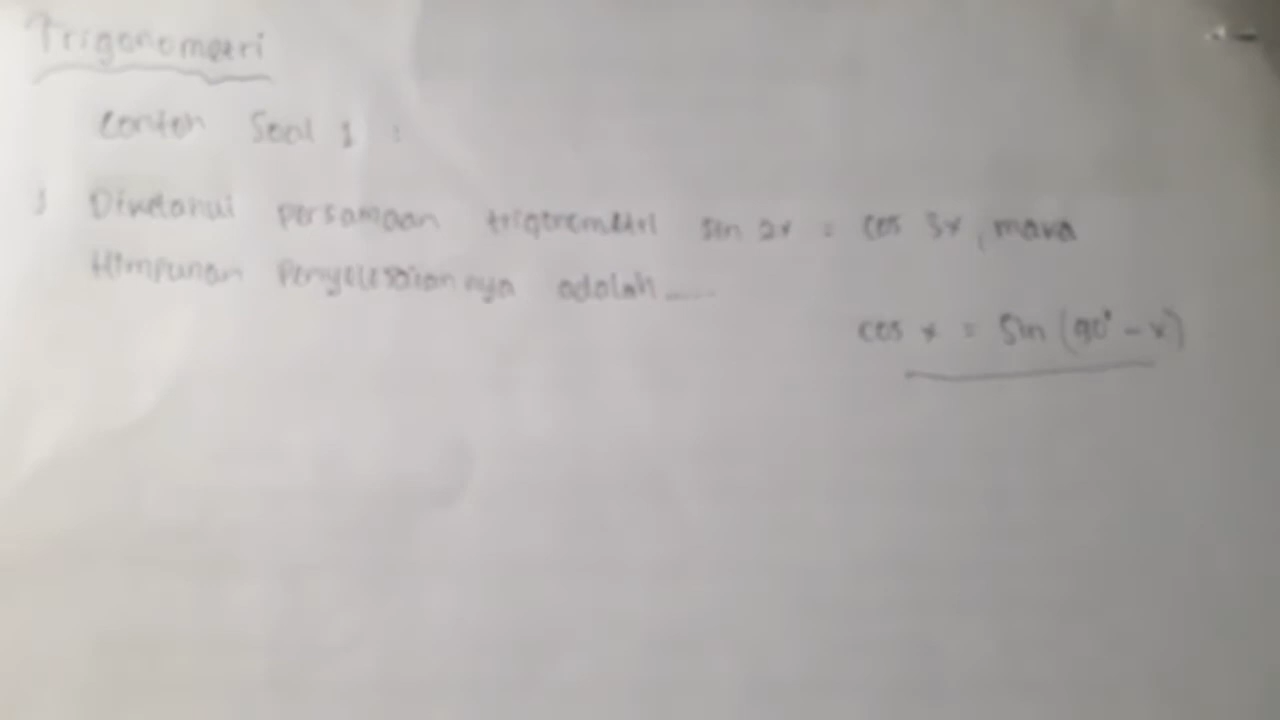 Trigonometri
Contoh Soal 1 :
1 Diketahui persamaan trigonometri sin 2x = cos 3x, maka
Himpunan Penyelesaiannya adalah .....
cos x = sin (90° - x)